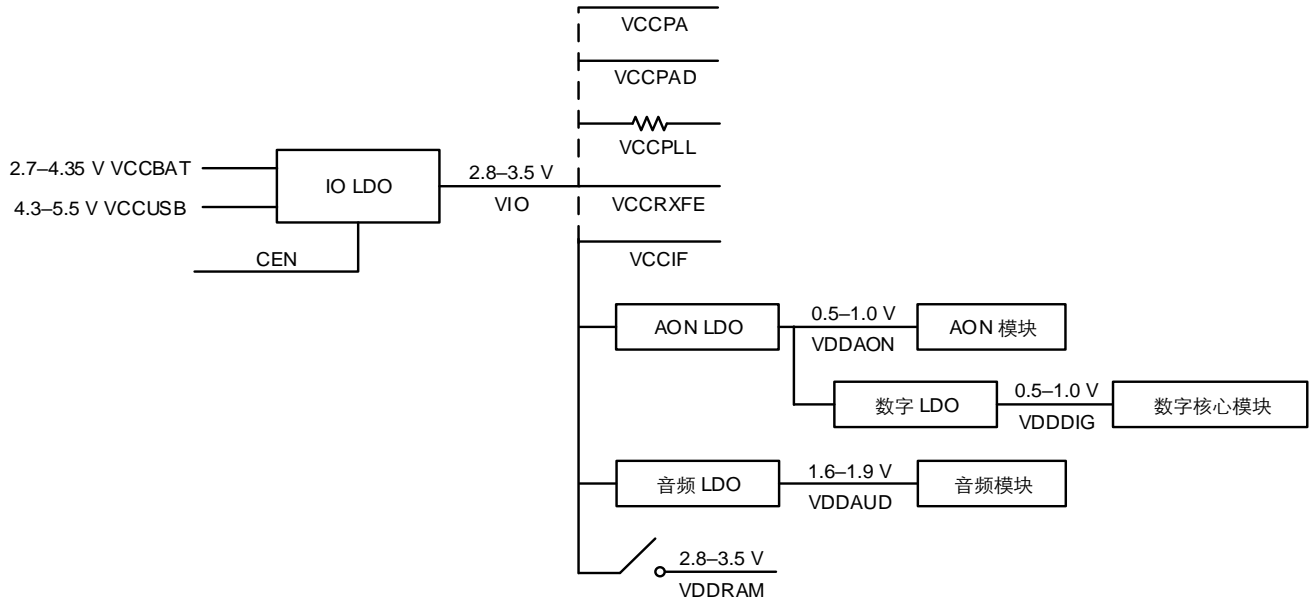 VCCPA
VCCPAD
VCCPLL
2.7–4.35 V VCCBAT
IO LDO
2.8–3.5 V
4.3–5.5 V VCCUSB
VIO
VCCRXFE
CEN
VCCIF
AON LDO
0.5–1.0 V
VDDAON
AON 模块
数字 LDO
0.5–1.0 V
VDDDIG
数字核心模块
音频 LDO
1.6–1.9 V
VDDAUD
音频模块
2.8–3.5 V
VDDRAM